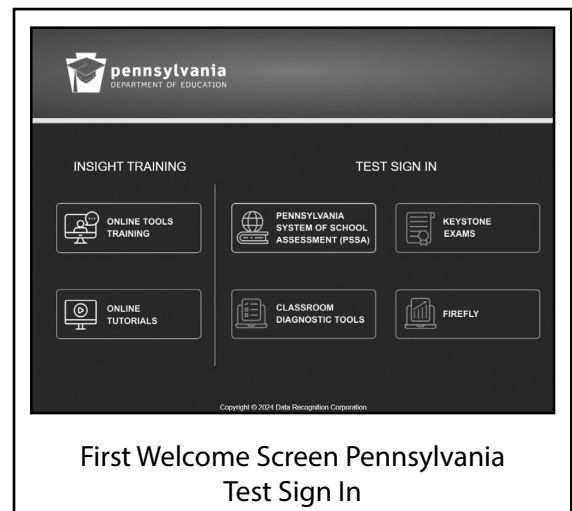 pennsylvania
DEPARTMENT OF EDUCATION
INSIGHT TRAINING
TEST SIGN IN
ONLINE TOOLS
TRAINING
PENNSYLVANIA
SYSTEM OF SCHOOL
ASSESSMENT (PSSA)
KEYSTONE
EXAMS
ONLINE
TUTORIALS
CLASSROOM
DIAGNOSTIC TOOLS
FIREFLY
Copyright © 2024 Data Recognition Corporation.
First Welcome Screen Pennsylvania
Test Sign In